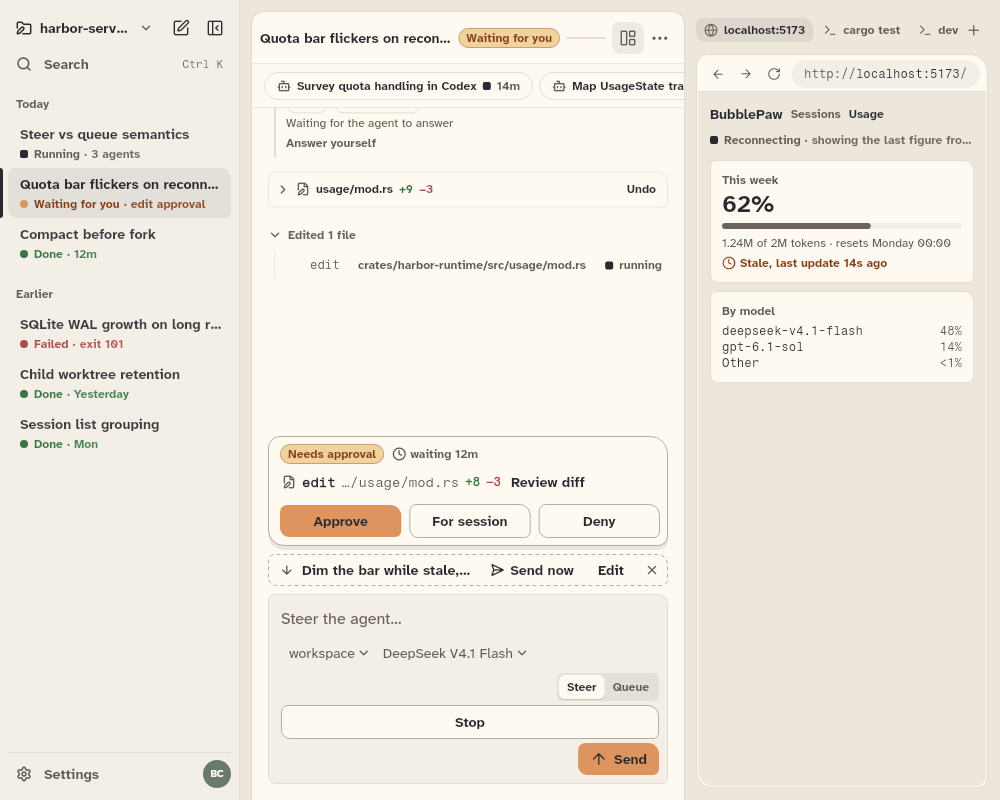 harbor-serv...
Search
Ctrl K
Today
Steer vs queue semantics
Running · 3 agents
Quota bar flickers on reconn...
Waiting for you · edit approval
Compact before fork
Done · 12m
Earlier
SQLite WAL growth on long r...
Failed · exit 101
Child worktree retention
Done · Yesterday
Session list grouping
Done · Mon
Settings
BC
Quota bar flickers on recon...
Waiting for you
Survey quota handling in Codex
14m
Map UsageState tra
Waiting for the agent to answer
Answer yourself
usage/mod.rs +9 −3
Undo
Edited 1 file
edit crates/harbor-runtime/src/usage/mod.rs
running
Needs approval
waiting 12m
edit …/usage/mod.rs +8 −3 Review diff
Approve
For session
Deny
Dim the bar while stale,...
Send now
Edit
Steer the agent...
workspace
DeepSeek V4.1 Flash
Steer
Queue
Stop
Send
localhost:5173
cargo test
dev
http://localhost:5173/
BubblePaw
Sessions
Usage
Reconnecting · showing the last figure fro...
This week
62%
1.24M of 2M tokens · resets Monday 00:00
Stale, last update 14s ago
By model
deepseek-v4.1-flash 48%
gpt-6.1-sol 14%
Other <1%